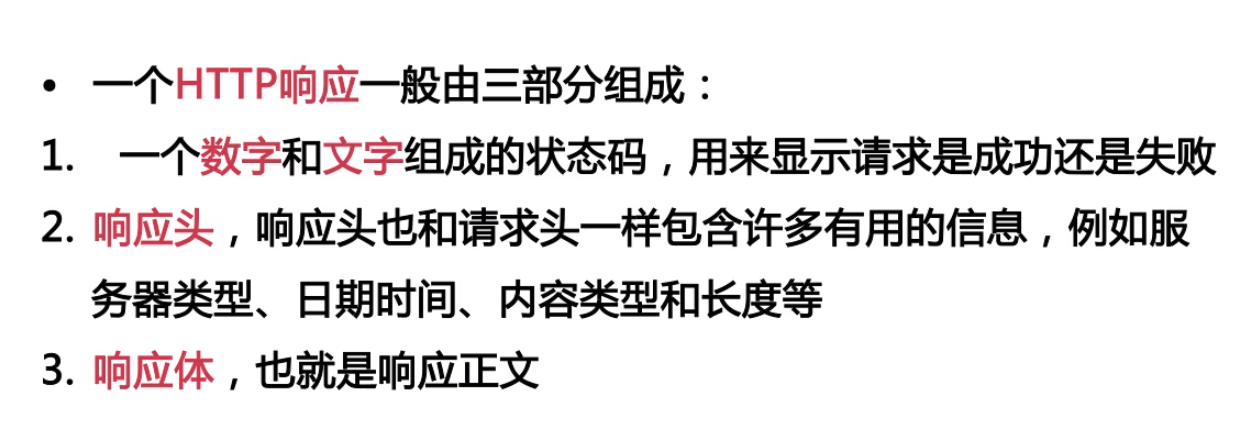 • 一个HTTP响应一般由三部分组成：
1. 一个数字和文字组成的状态码，用来显示请求是成功还是失败
2. 响应头，响应头也和请求头一样包含许多有用的信息，例如服
务器类型、日期时间、内容类型和长度等
3. 响应体，也就是响应正文